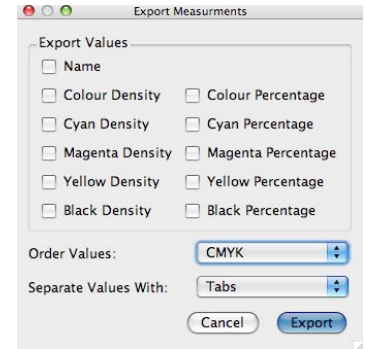 Export Measurments
Export Values
Name
Colour Density Colour Percentage
Cyan Density Cyan Percentage
Magenta Density Magenta Percentage
Yellow Density Yellow Percentage
Black Density Black Percentage
Order Values: CMYK
Separate Values With: Tabs
Cancel Export